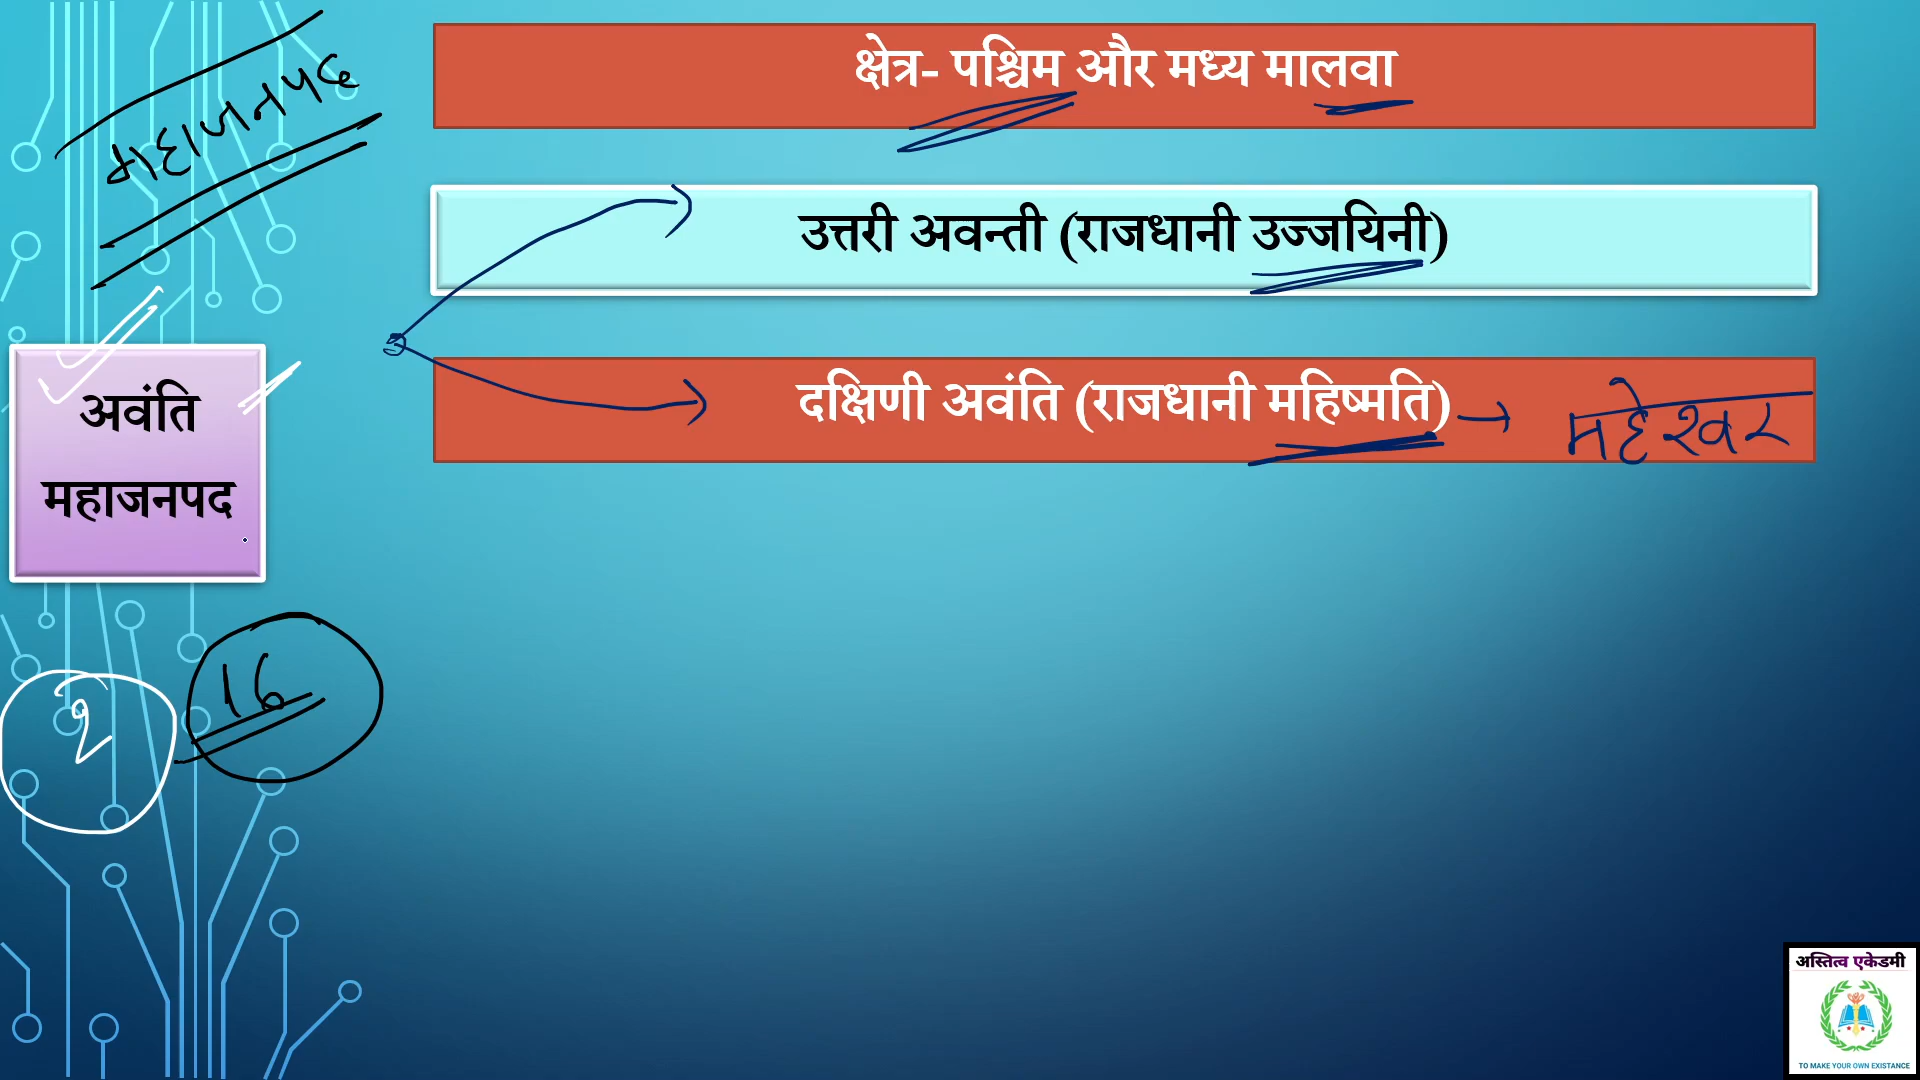 महाजनपद
क्षेत्र- पश्चिम और मध्य मालवा
उत्तरी अवन्ती (राजधानी उज्जयिनी)
दक्षिणी अवंति (राजधानी महिष्मति)
महेश्वर
अवंति
महाजनपद
16
2
अस्तित्व एकेडमी
TO MAKE YOUR OWN EXISTANCE